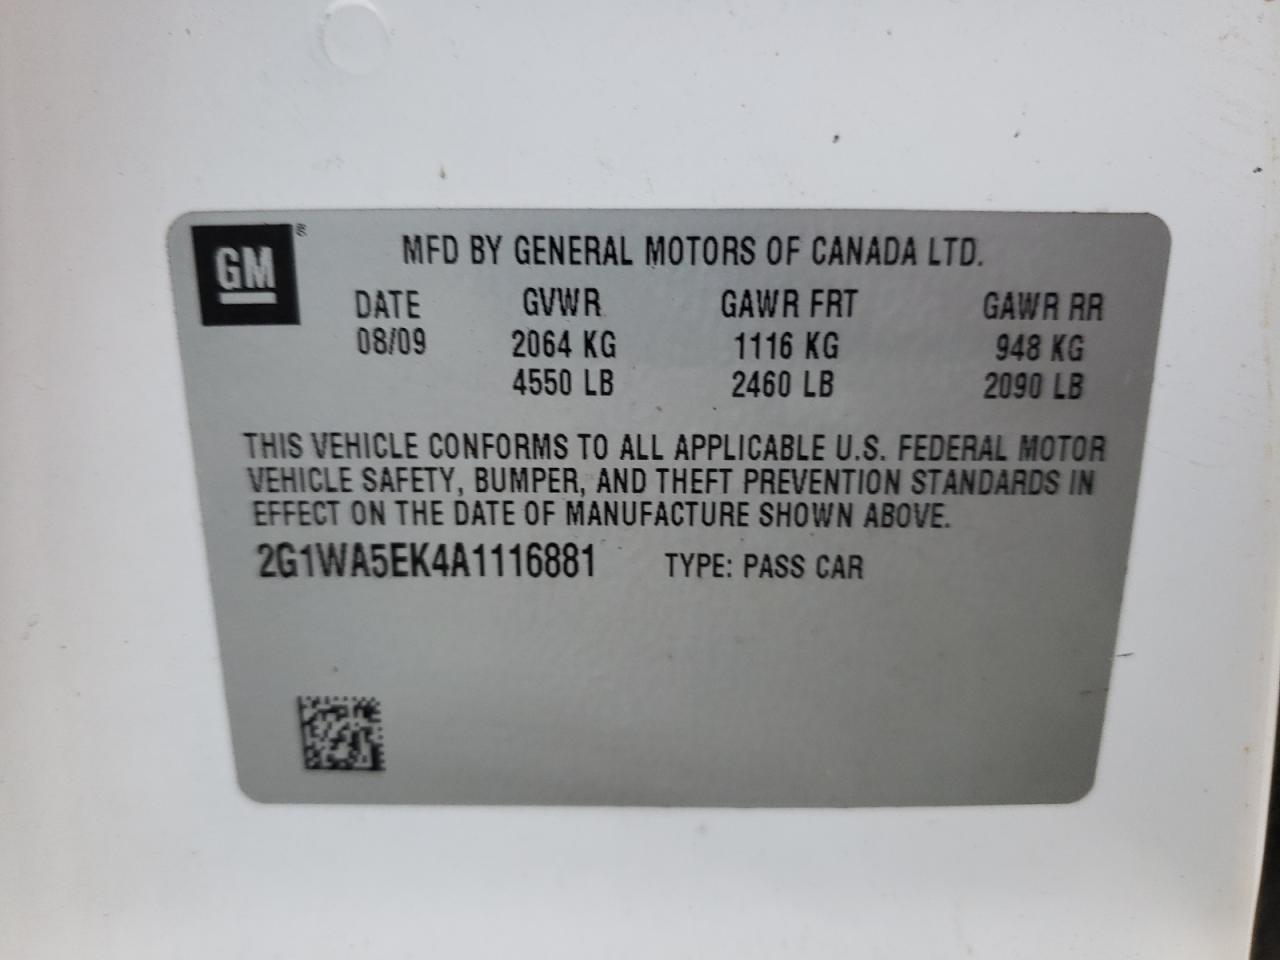 GM®
MFD BY GENERAL MOTORS OF CANADA LTD.
DATE GVWR GAWR FRT GAWR RR
08/09 2064 KG 1116 KG 948 KG
4550 LB 2460 LB 2090 LB
THIS VEHICLE CONFORMS TO ALL APPLICABLE U.S. FEDERAL MOTOR
VEHICLE SAFETY, BUMPER, AND THEFT PREVENTION STANDARDS IN
EFFECT ON THE DATE OF MANUFACTURE SHOWN ABOVE.
2G1WA5EK4A1116881 TYPE: PASS CAR